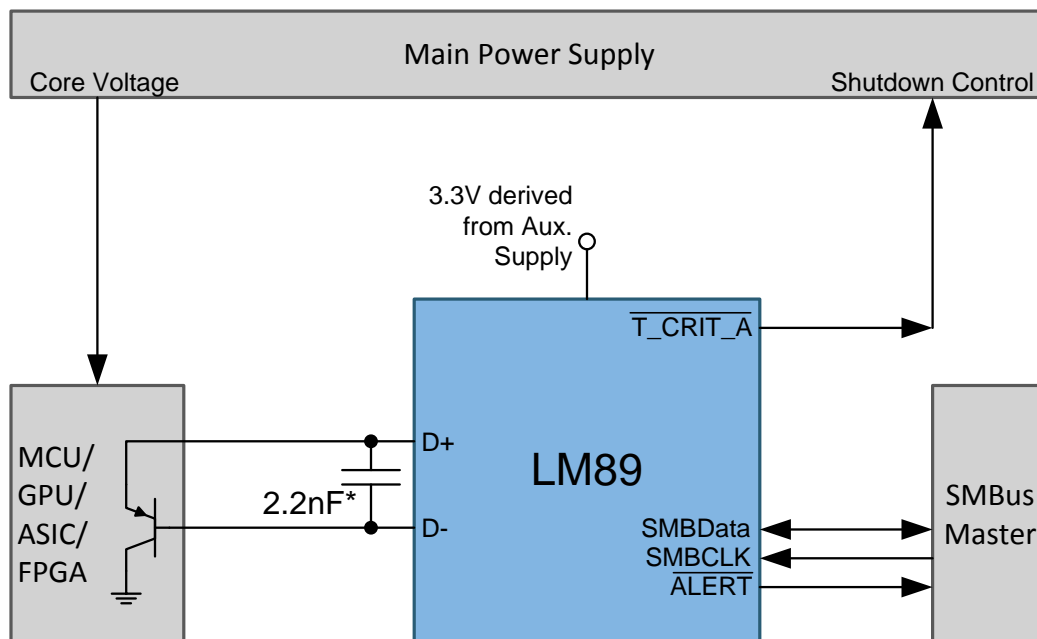 Main Power Supply
Core Voltage
Shutdown Control
3.3V derived
from Aux.
Supply
T_CRIT_A
D+
MCU/
GPU/
ASIC/
FPGA
2.2nF*
LM89
D-
SMBData
SMBCLK
ALERT
SMBus
Master